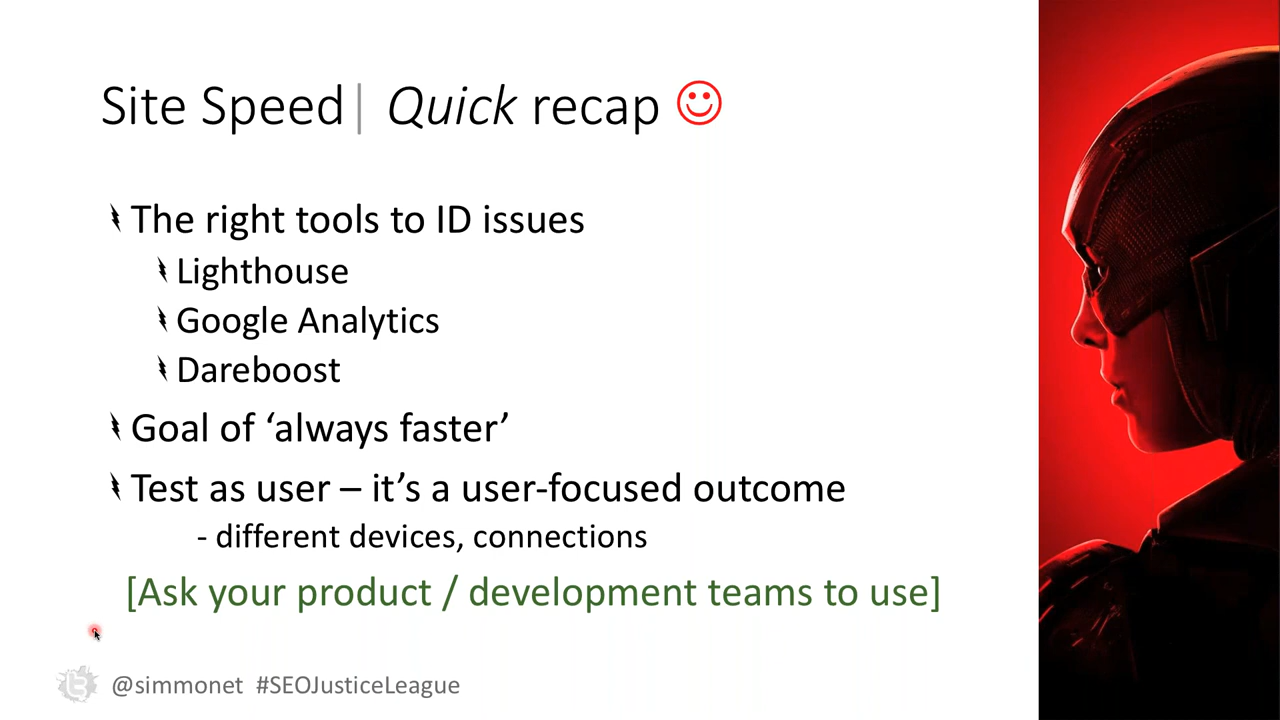 Site Speed| Quick recap ☺
The right tools to ID issues
Lighthouse
Google Analytics
Dareboost
Goal of ‘always faster’
Test as user – it’s a user-focused outcome
- different devices, connections
[Ask your product / development teams to use]
@simmonet #SEOJusticeLeague